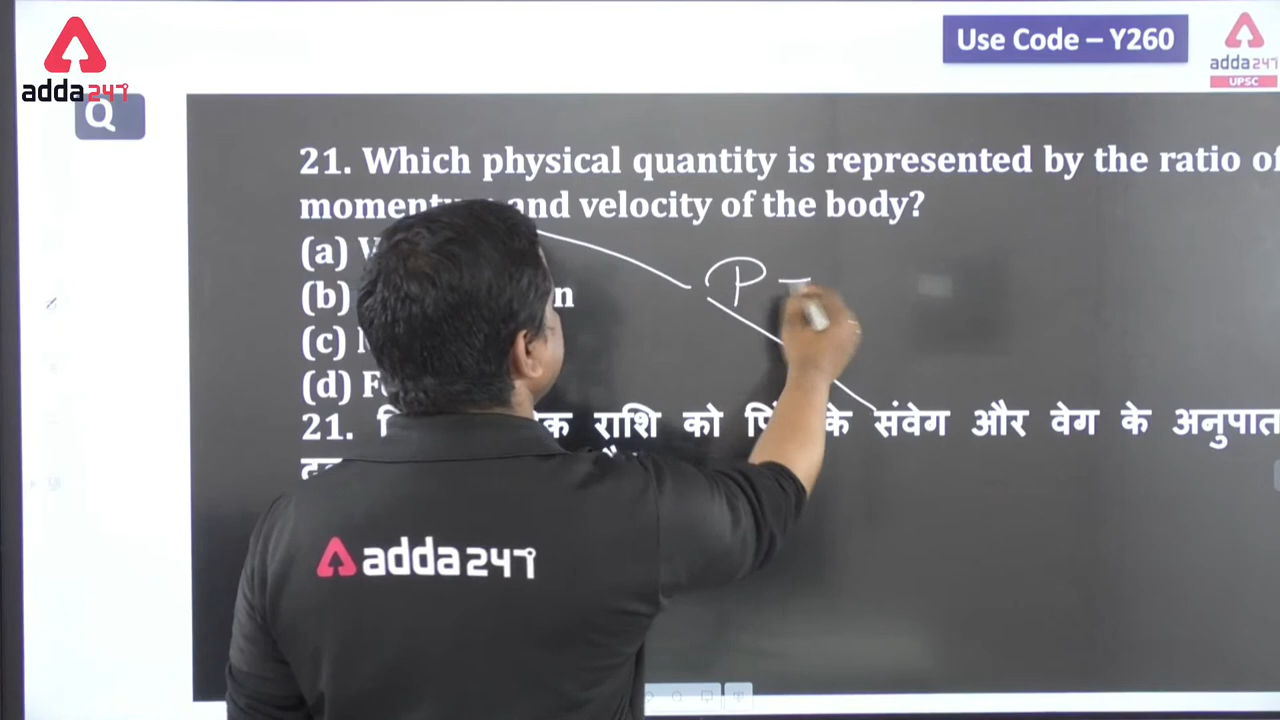 Use Code – Y260
adda247
adda247
UPSC
Q
21. Which physical quantity is represented by the ratio of
and velocity of the body?
(a)
(b)
(c)
(d)
P =
21. राशि को के संवेग और वेग के अनुपात
adda247